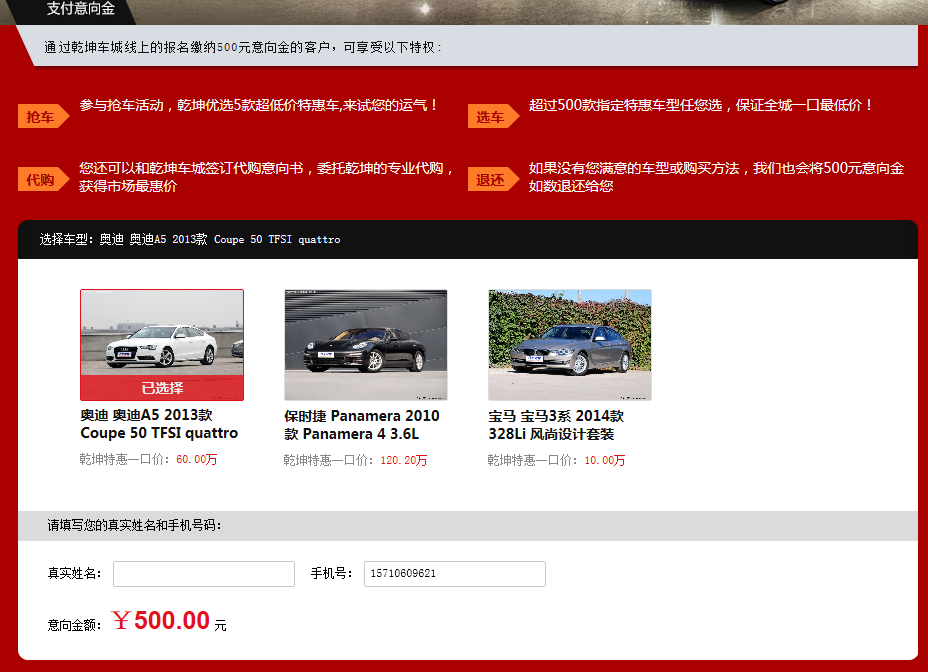 支付意向金
通过乾坤车城线上的报名缴纳500元意向金的客户，可享受以下特权：
抢车
参与抢车活动，乾坤优选5款超低价特惠车,来试您的运气！
选车
超过500款指定特惠车型任您选，保证全城一口最低价！
代购
您还可以和乾坤车城签订代购意向书，委托乾坤的专业代购，
获得市场最惠价
退还
如果没有您满意的车型或购买方法，我们也会将500元意向金
如数退还给您
选择车型：奥迪 奥迪A5 2013款 Coupe 50 TFSI quattro
已选择
奥迪 奥迪A5 2013款
Coupe 50 TFSI quattro
乾坤特惠一口价：60.00万
保时捷 Panamera 2010
款 Panamera 4 3.6L
乾坤特惠一口价：120.20万
宝马 宝马3系 2014款
328Li 风尚设计套装
乾坤特惠一口价：10.00万
请填写您的真实姓名和手机号码：
真实姓名： 手机号： 15710609621
意向金额：￥500.00 元